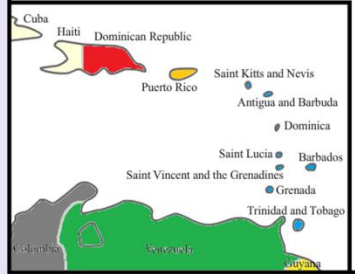 Cuba
Haiti
Dominican Republic
Puerto Rico
Saint Kitts and Nevis
Antigua and Barbuda
Dominica
Saint Lucia
Barbados
Saint Vincent and the Grenadines
Grenada
Trinidad and Tobago
Colombia
Venezuela
Guyana